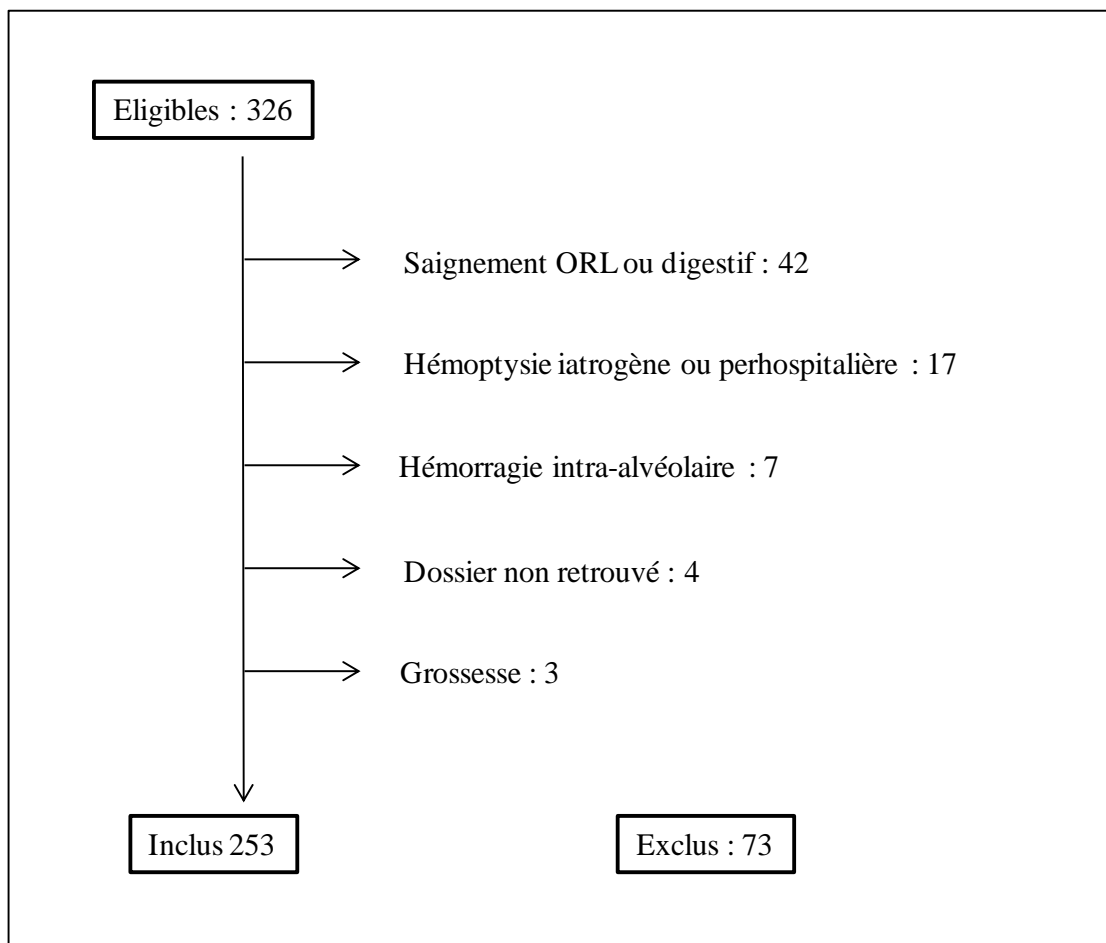 Eligibles : 326
Saignement ORL ou digestif : 42
Hémoptysie iatrogène ou perhospitalière : 17
Hémorragie intra-alvéolaire : 7
Dossier non retrouvé : 4
Grossesse : 3
Inclus 253
Exclus : 73